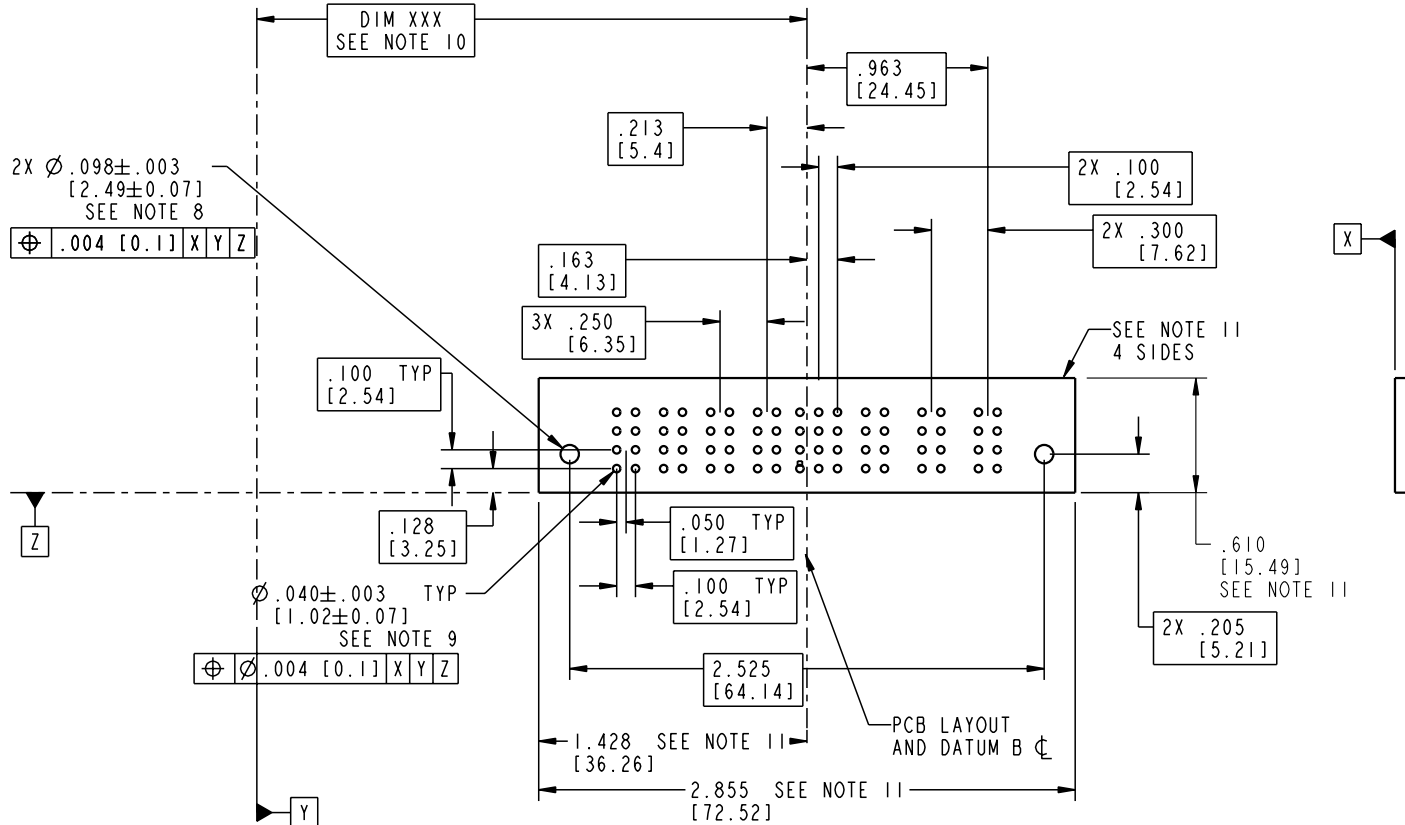 DIM XXX
SEE NOTE 10
.963
[24.45]
.213
[5.4]
2X Ø .098±.003
[2.49±0.07]
SEE NOTE 8
⌖ .004 [0.1] X Y Z
2X .100
[2.54]
2X .300
[7.62]
X
.163
[4.13]
3X .250
[6.35]
SEE NOTE 11
4 SIDES
.100 TYP
[2.54]
Z
.128
[3.25]
.050 TYP
[1.27]
.610
[15.49]
SEE NOTE 11
Ø .040±.003 TYP
[1.02±0.07]
SEE NOTE 9
⌖ Ø .004 [0.1] X Y Z
.100 TYP
[2.54]
2X .205
[5.21]
2.525
[64.14]
PCB LAYOUT
AND DATUM B ℄
1.428 SEE NOTE 11
[36.26]
2.855 SEE NOTE 11
[72.52]
Y